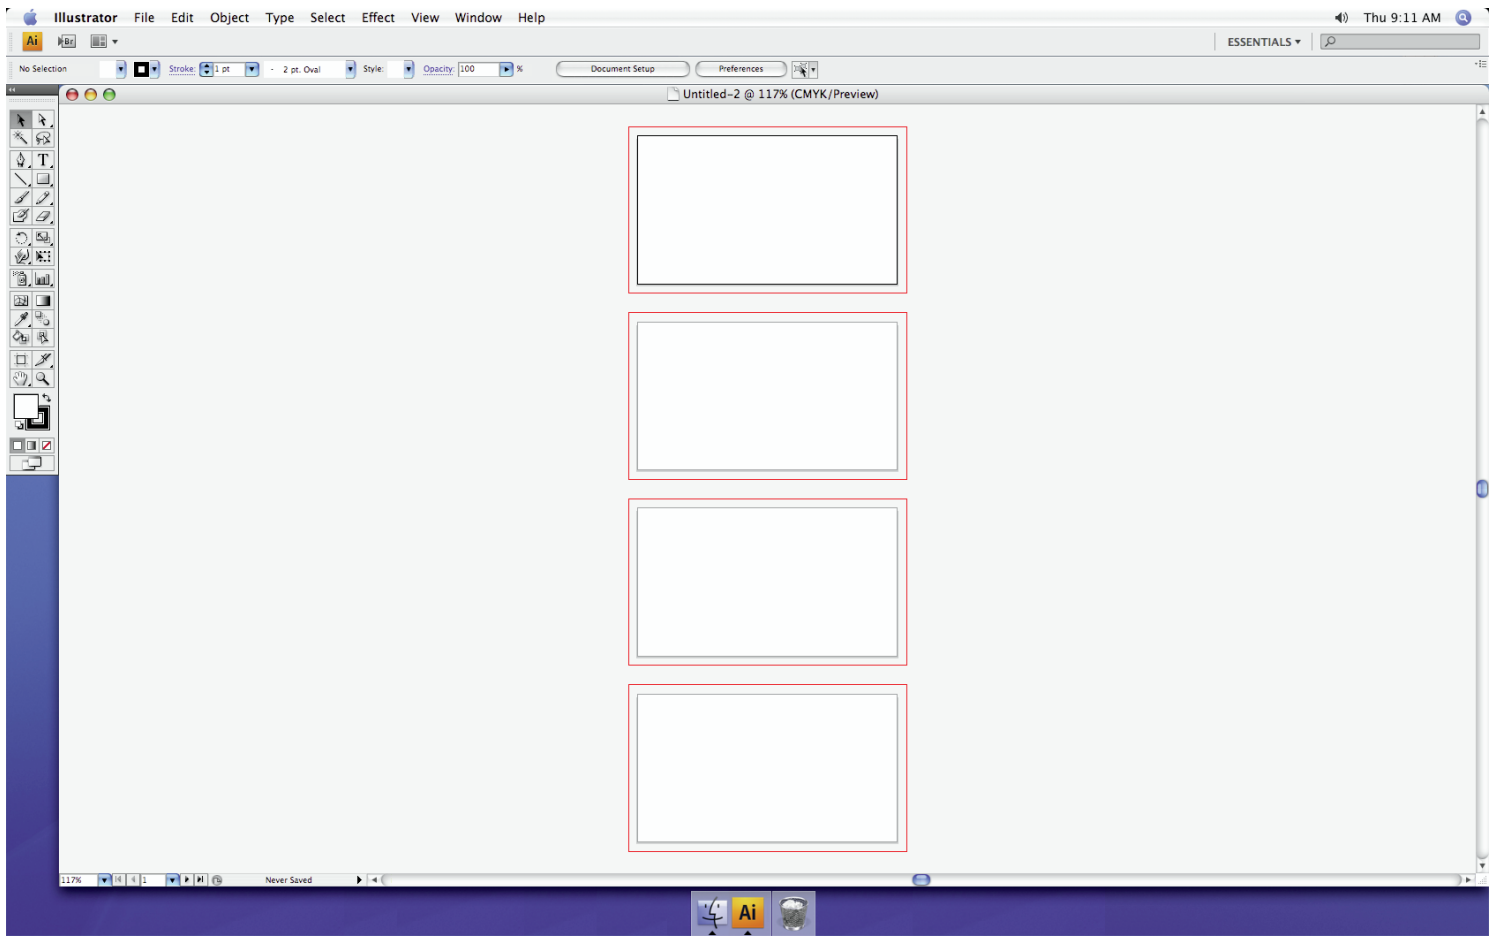 Illustrator File Edit Object Type Select Effect View Window Help Thu 9:11 AM
Ai Br ESSENTIALS
No Selection Stroke: 1 pt - 2 pt. Oval Style: Opacity: 100 % Document Setup Preferences
Untitled-2 @ 117% (CMYK/Preview)
T
117% 1 Never Saved
Ai